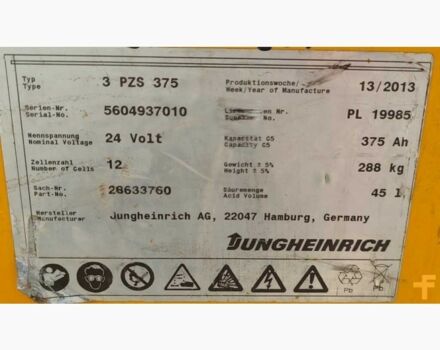 Typ
Type
3 PZS 375
Produktionswoche/
Week/Year of Manufacture
13/2013
Serien-Nr.
Serial-No.
5604937010
Nr.
No.
PL 19985
Nennspannung
Nominal Voltage
24 Volt
Kapazität C5
Capacity C5
375 Ah
Zellenzahl
Number of Cells
12
Gewicht ± 5%
Weight ± 5%
288 kg
Sach-Nr.
Part-No.
28633760
Säuremenge
Acid Volume
45 l
Hersteller
Manufacturer
Jungheinrich AG, 22047 Hamburg, Germany
JUNGHEINRICH
Pb
Pb